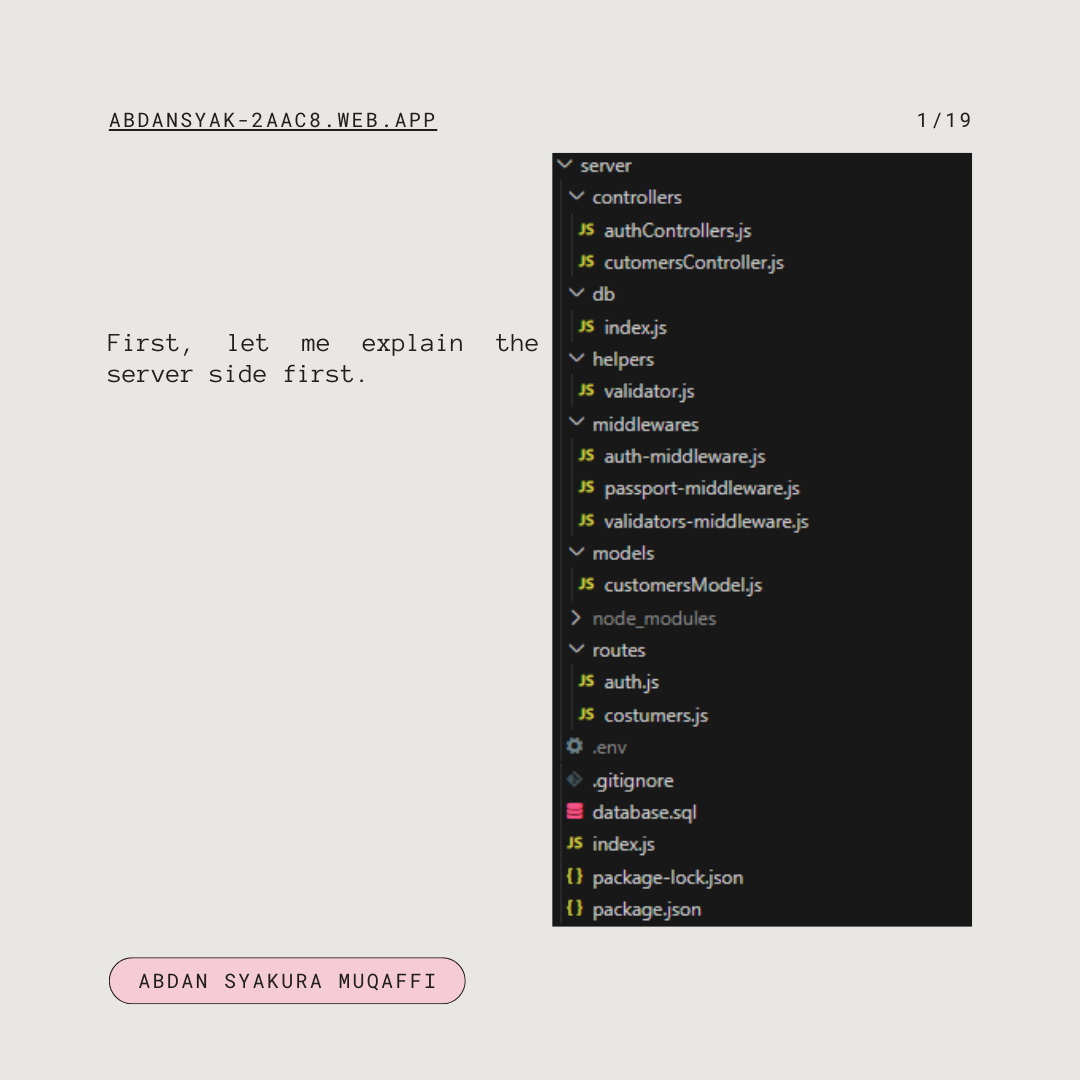 ABDANSYAK-2AAC8.WEB.APP
1/19
First, let me explain the
server side first.
server
controllers
JS authControllers.js
JS cutomersController.js
db
JS index.js
helpers
JS validator.js
middlewares
JS auth-middleware.js
JS passport-middleware.js
JS validators-middleware.js
models
JS customersModel.js
node_modules
routes
JS auth.js
JS costumers.js
.env
.gitignore
database.sql
JS index.js
{} package-lock.json
{} package.json
ABDAN SYAKURA MUQAFFI